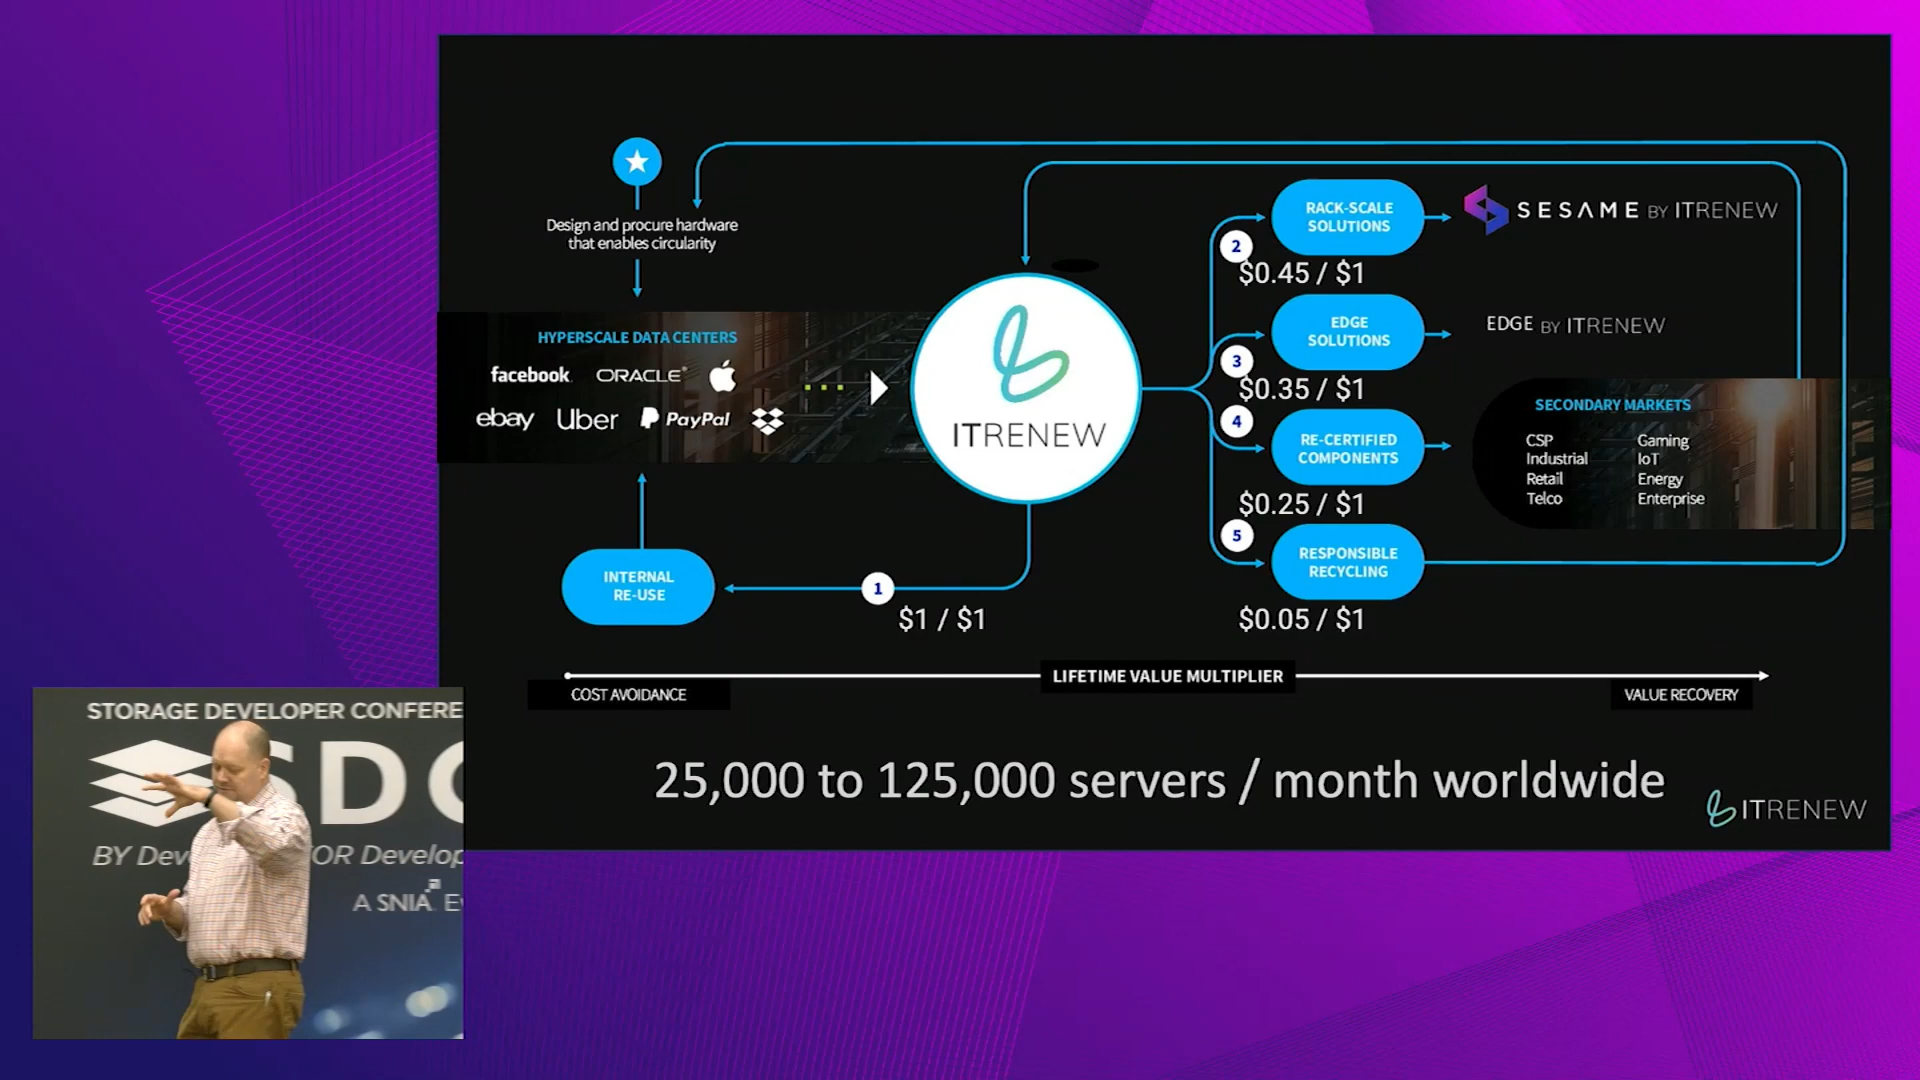 Design and procure hardware
that enables circularity
HYPERSCALE DATA CENTERS
facebook ORACLE
ebay Uber PayPal
ITRENEW
INTERNAL
RE-USE
1
$1 / $1
2
RACK-SCALE
SOLUTIONS
$0.45 / $1
SESAME BY ITRENEW
3
EDGE
SOLUTIONS
$0.35 / $1
EDGE BY ITRENEW
4
RE-CERTIFIED
COMPONENTS
$0.25 / $1
SECONDARY MARKETS
CSP Gaming
Industrial IoT
Retail Energy
Telco Enterprise
5
RESPONSIBLE
RECYCLING
$0.05 / $1
LIFETIME VALUE MULTIPLIER
COST AVOIDANCE
VALUE RECOVERY
25,000 to 125,000 servers / month worldwide
ITRENEW
STORAGE DEVELOPER CONFERE
SDC
BY Dev OR Develop
A SNIA. E